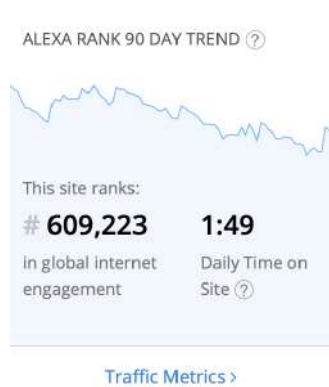 ALEXA RANK 90 DAY TREND ?
This site ranks:
# 609,223
in global internet
engagement
1:49
Daily Time on
Site ?
Traffic Metrics >